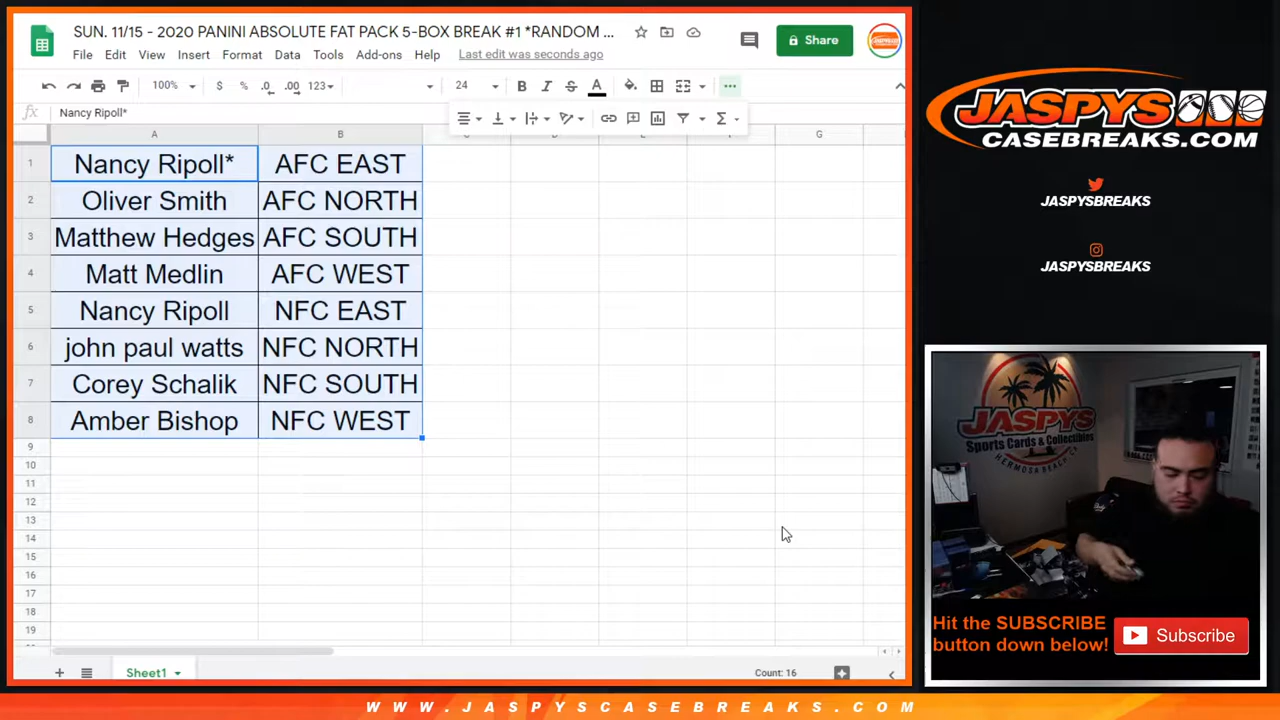 SUN. 11/15 - 2020 PANINI ABSOLUTE FAT PACK 5-BOX BREAK #1 *RANDOM ...
File Edit View Insert Format Data Tools Add-ons Help Last edit was seconds ago
Share
100% $ % .0 .00 123 24 B I S A
fx Nancy Ripoll*
A B G
1 Nancy Ripoll* AFC EAST
2 Oliver Smith AFC NORTH
3 Matthew Hedges AFC SOUTH
4 Matt Medlin AFC WEST
5 Nancy Ripoll NFC EAST
6 john paul watts NFC NORTH
7 Corey Schalik NFC SOUTH
8 Amber Bishop NFC WEST
9
10
11
12
13
14
15
16
17
18
19
Sheet1
Count: 16
JASPYS
CASEBREAKS.COM
JASPYSBREAKS
JASPYSBREAKS
JASPYS
Sports Cards & Collectibles
HERMOSA BEACH, CA
Hit the SUBSCRIBE
button down below!
Subscribe
WWW.JASPYSCASEBREAKS.COM